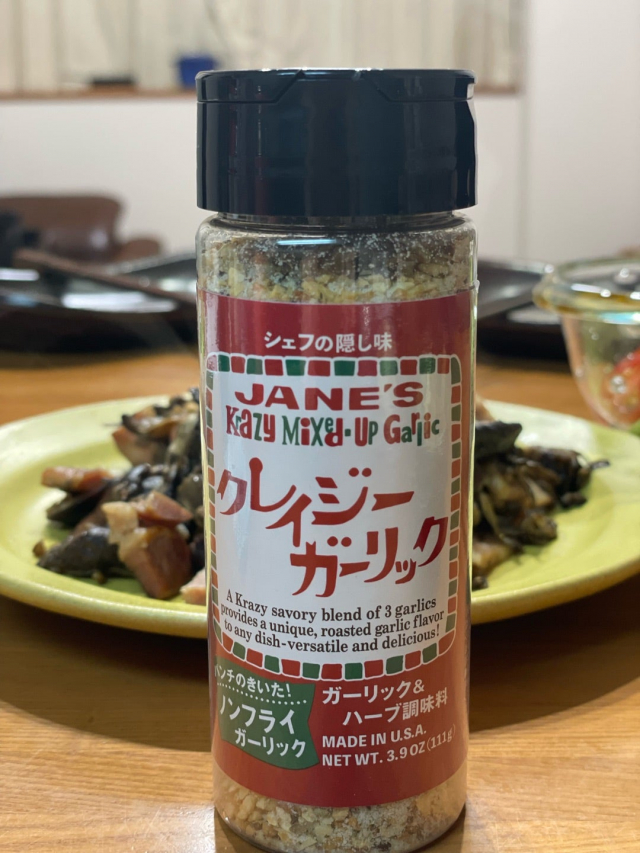 シェフの隠し味
JANE'S
Krazy Mixed-Up Garlic
クレイジー
ガーリック
A Krazy savory blend of 3 garlics
provides a unique, roasted garlic flavor
to any dish-versatile and delicious!
パンチのきいた!
ノンフライ
ガーリック
ガーリック&
ハーブ調味料
MADE IN U.S.A.
NET WT. 3.9 OZ (111g)